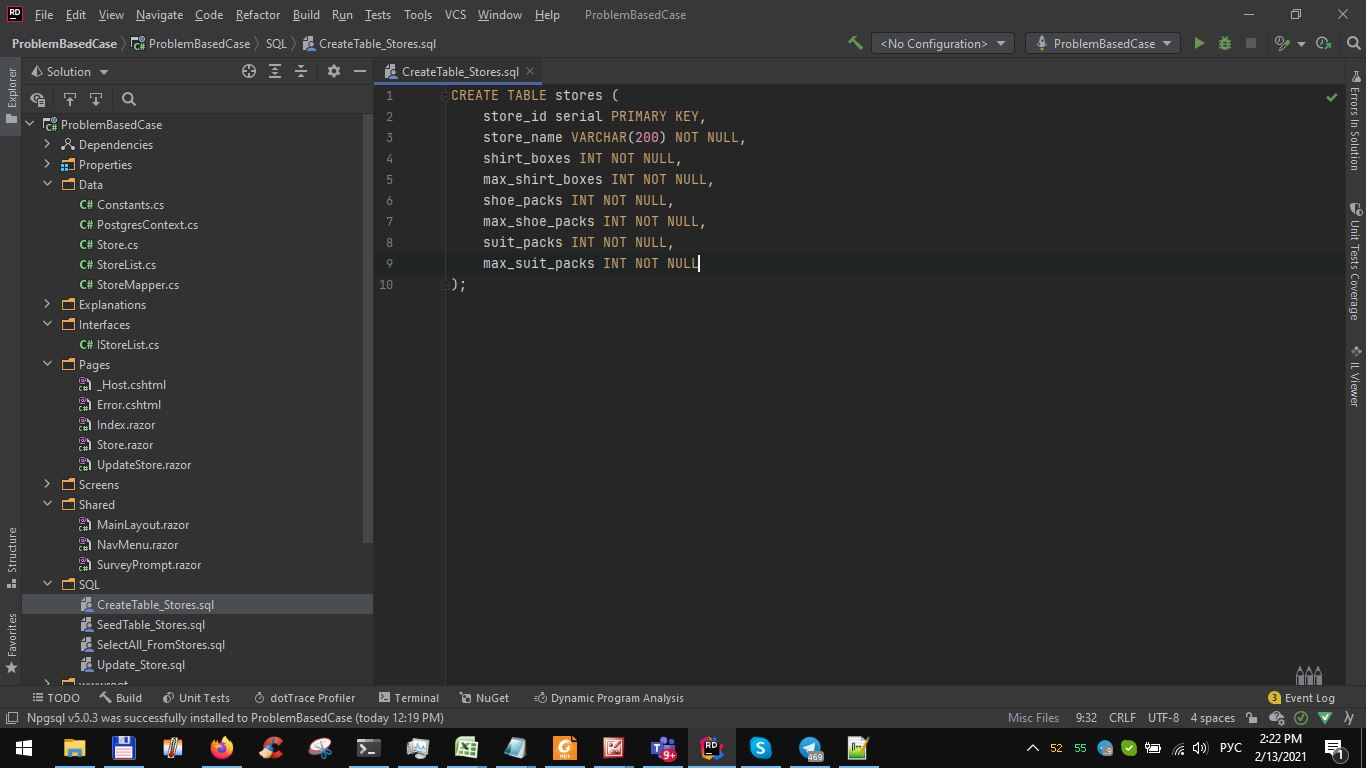 RD File Edit View Navigate Code Refactor Build Run Tests Tools VCS Window Help ProblemBasedCase
ProblemBasedCase ProblemBasedCase SQL CreateTable_Stores.sql <No Configuration> ProblemBasedCase
Explorer
Solution
CreateTable_Stores.sql
ProblemBasedCase
Dependencies
Properties
Data
C# Constants.cs
C# PostgresContext.cs
C# Store.cs
C# StoreList.cs
C# StoreMapper.cs
Explanations
Interfaces
C# IStoreList.cs
Pages
_Host.cshtml
Error.cshtml
Index.razor
Store.razor
UpdateStore.razor
Screens
Shared
MainLayout.razor
NavMenu.razor
SurveyPrompt.razor
SQL
CreateTable_Stores.sql
SeedTable_Stores.sql
SelectAll_FromStores.sql
Update_Store.sql
wwwroot
Structure
Favorites
1 CREATE TABLE stores (
2 store_id serial PRIMARY KEY,
3 store_name VARCHAR(200) NOT NULL,
4 shirt_boxes INT NOT NULL,
5 max_shirt_boxes INT NOT NULL,
6 shoe_packs INT NOT NULL,
7 max_shoe_packs INT NOT NULL,
8 suit_packs INT NOT NULL,
9 max_suit_packs INT NOT NULL
10 );
Errors In Solution
Unit Tests Coverage
IL Viewer
TODO Build Unit Tests dotTrace Profiler Terminal NuGet Dynamic Program Analysis 3 Event Log
Npgsql v5.0.3 was successfully installed to ProblemBasedCase (today 12:19 PM) Misc Files 9:32 CRLF UTF-8 4 spaces
9+ RD 469 52 55 РУС 2:22 PM
2/13/2021 1